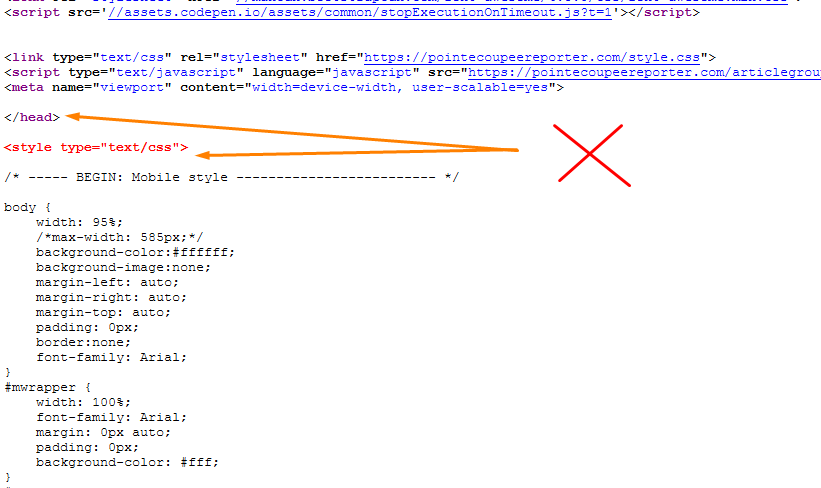 <script src='//assets.codepen.io/assets/common/stopExecutionOnTimeout.js?t=1'></script>
<link type="text/css" rel="stylesheet" href="https://pointecoupeereporter.com/style.css">
<script type="text/javascript" language="javascript" src="https://pointecoupeereporter.com/articlegrou
<meta name="viewport" content="width=device-width, user-scalable=yes">
</head>
<style type="text/css">
/* ----- BEGIN: Mobile style ------------------------- */
body {
    width: 95%;
    /*max-width: 585px;*/
    background-color:#ffffff;
    background-image:none;
    margin-left: auto;
    margin-right: auto;
    margin-top: auto;
    padding: 0px;
    border:none;
    font-family: Arial;
}
#mwrapper {
    width: 100%;
    font-family: Arial;
    margin: 0px auto;
    padding: 0px;
    background-color: #fff;
}